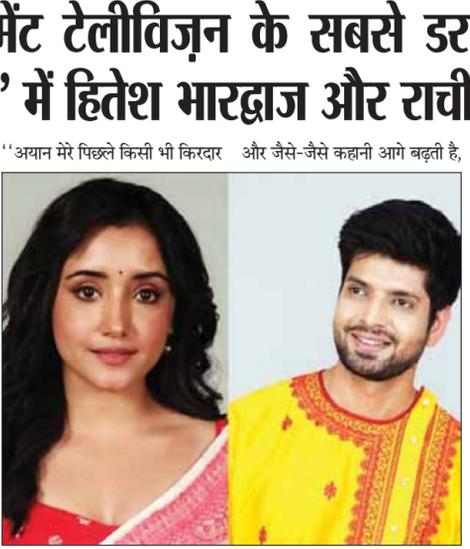 मेंट टेलीविज़न के सबसे डर
’ में हितेश भारद्वाज और राची
‘‘अयान मेरे पिछले किसी भी किरदार
और जैसे-जैसे कहानी आगे बढ़ती है,